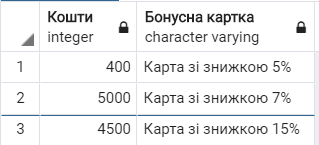 Кошти Бонусна картка
integer character varying
1 400 Карта зі знижкою 5%
2 5000 Карта зі знижкою 7%
3 4500 Карта зі знижкою 15%